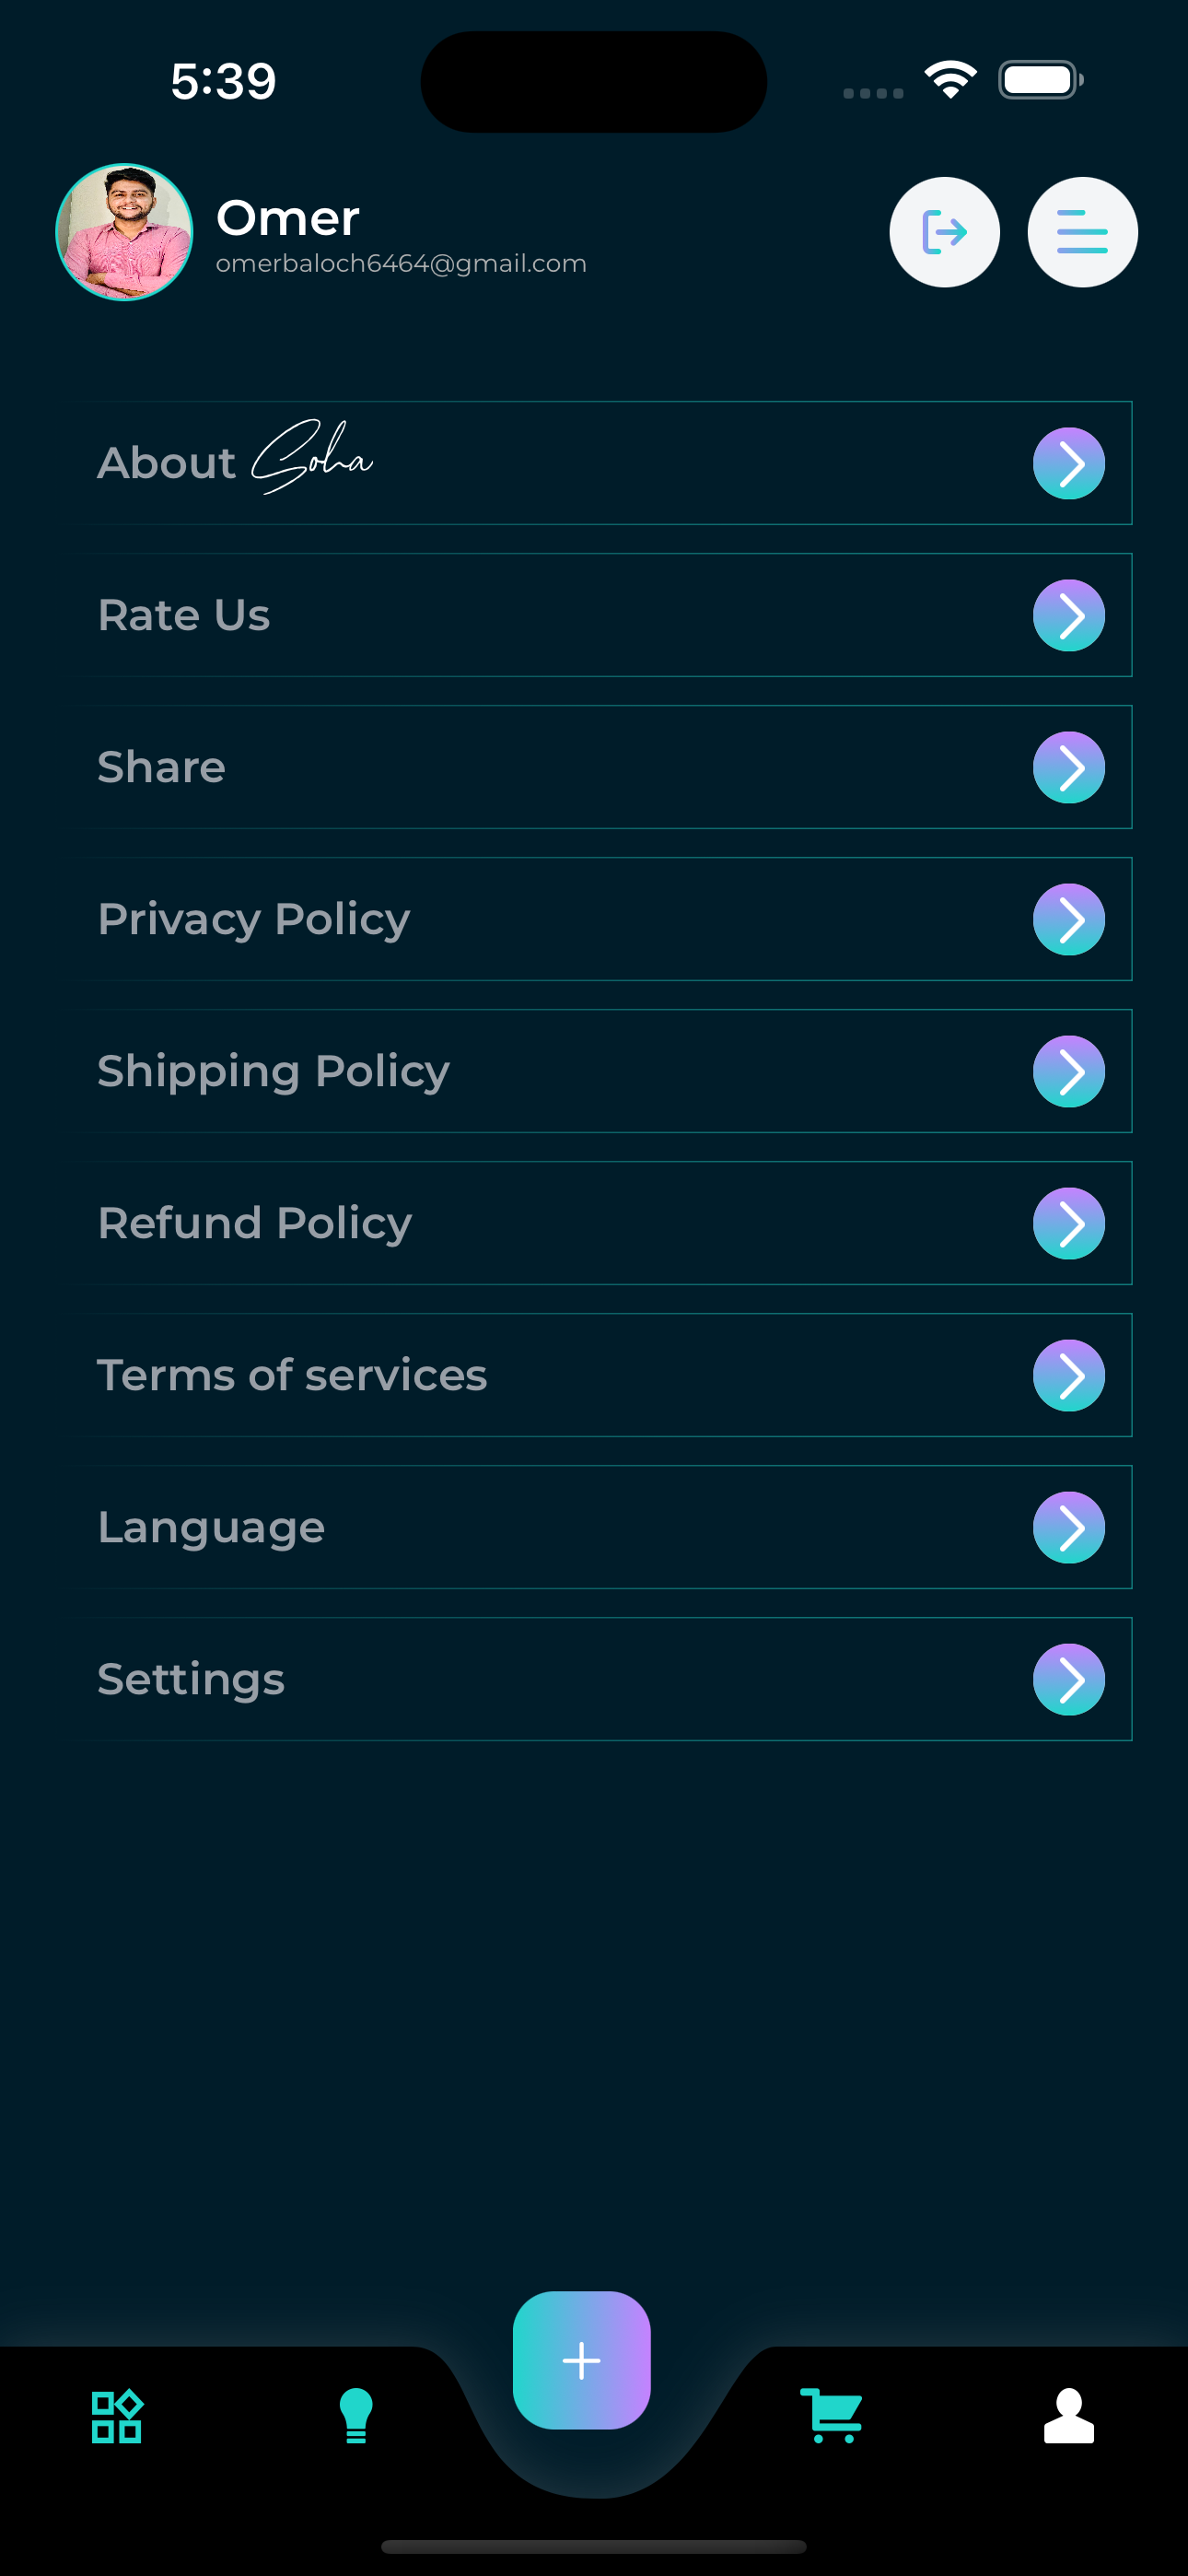 5:39
Omer
omerbaloch6464@gmail.com
About Soha
Rate Us
Share
Privacy Policy
Shipping Policy
Refund Policy
Terms of services
Language
Settings